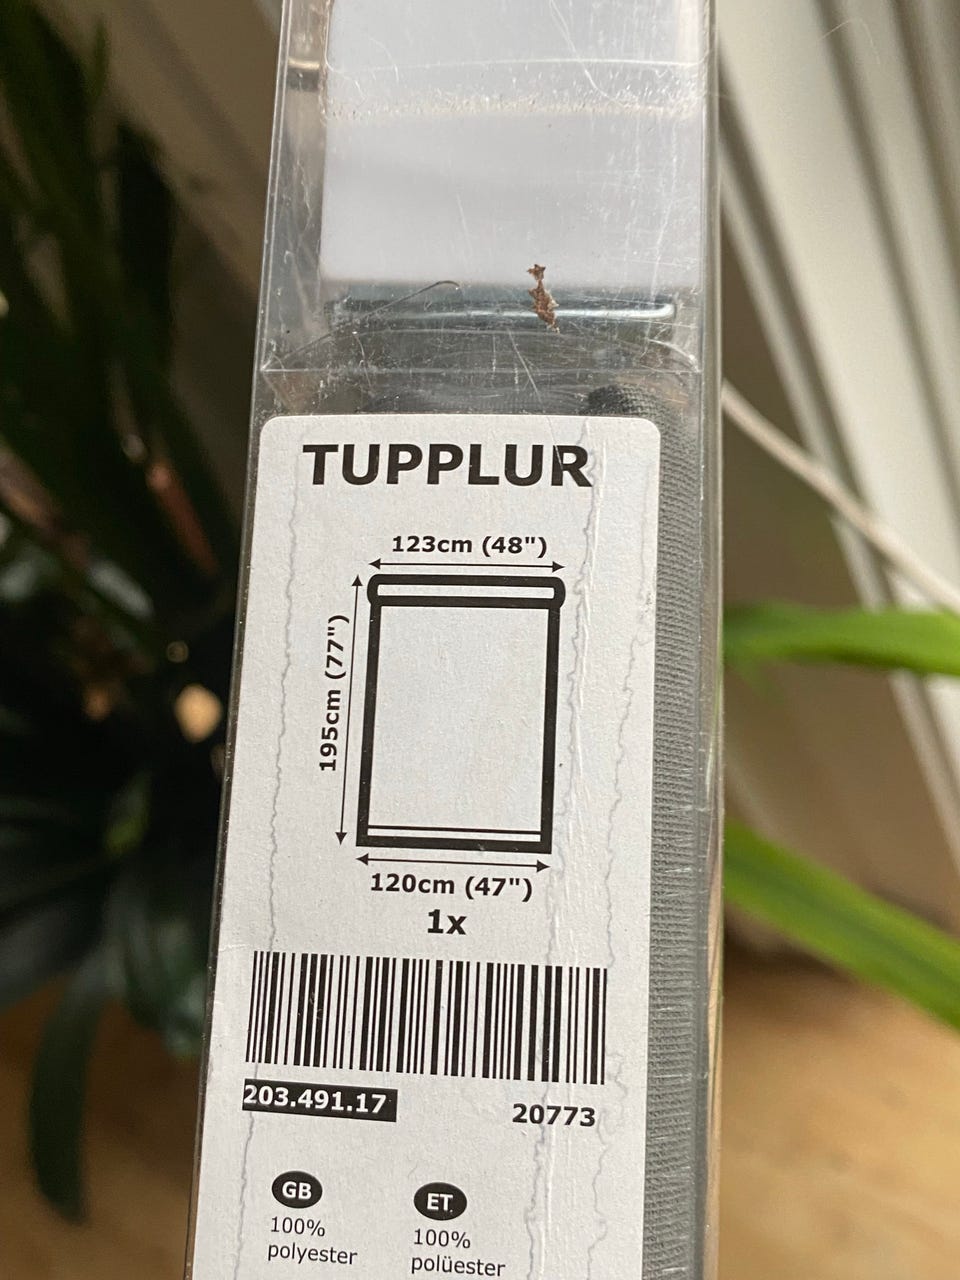 TUPPLUR
123cm (48")
195cm (77")
120cm (47")
1x
203.491.17
20773
GB
100%
polyester
ET
100%
polüester